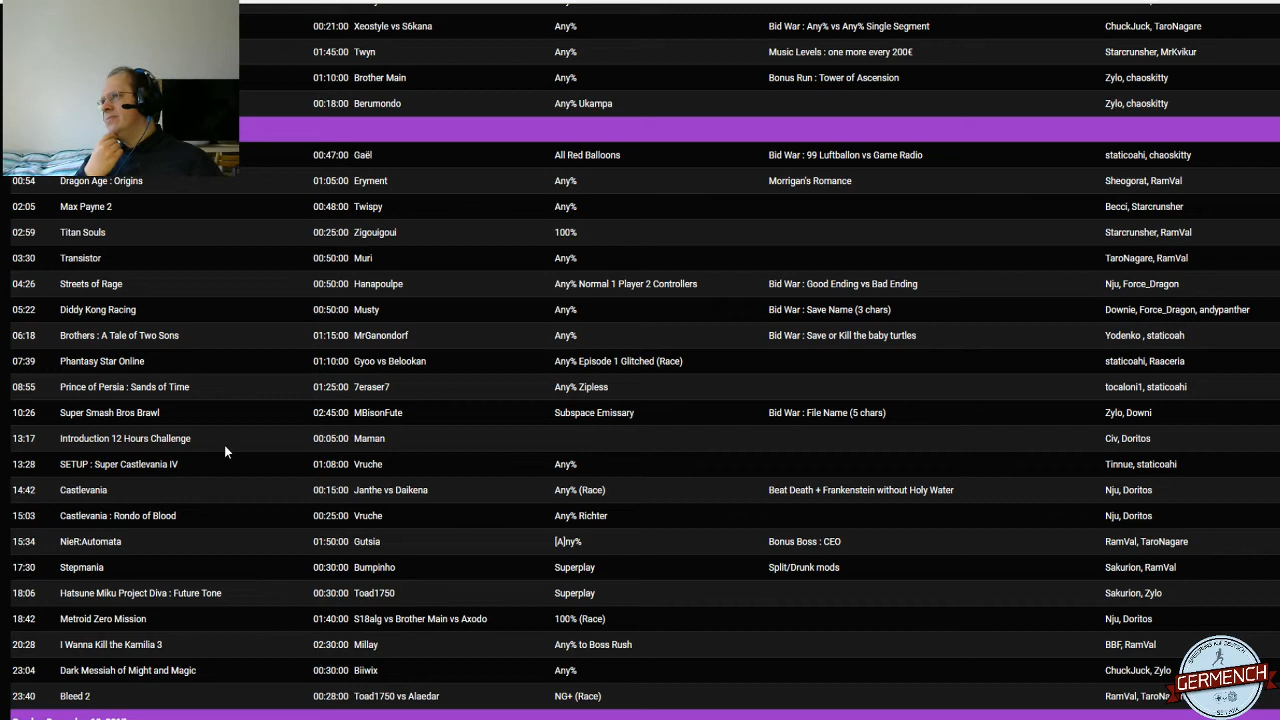 00:21:00 Xeostyle vs S6kana Any% Bid War : Any% vs Any% Single Segment ChuckJuck, TaroNagare
01:45:00 Twyn Any% Music Levels : one more every 200€ Starcrunsher, MrKvikur
01:10:00 Brother Main Any% Bonus Run : Tower of Ascension Zylo, chaoskitty
00:18:00 Berumondo Any% Ukampa Zylo, chaoskitty
00:47:00 Gaël All Red Balloons Bid War : 99 Luftballon vs Game Radio staticoahi, chaoskitty
00:54 Dragon Age : Origins 01:05:00 Eryment Any% Morrigan's Romance Sheogorat, RamVal
02:05 Max Payne 2 00:48:00 Twispy Any% Becci, Starcrunsher
02:59 Titan Souls 00:25:00 Zigouigoui 100% Starcrunsher, RamVal
03:30 Transistor 00:50:00 Muri Any% TaroNagare, RamVal
04:26 Streets of Rage 00:50:00 Hanapoulpe Any% Normal 1 Player 2 Controllers Bid War : Good Ending vs Bad Ending Nju, Force_Dragon
05:22 Diddy Kong Racing 00:50:00 Musty Any% Bid War : Save Name (3 chars) Downie, Force_Dragon, andypanther
06:18 Brothers : A Tale of Two Sons 01:15:00 MrGanondorf Any% Bid War : Save or Kill the baby turtles Yodenko , staticoah
07:39 Phantasy Star Online 01:10:00 Gyoo vs Belookan Any% Episode 1 Glitched (Race) staticoahi, Raaceria
08:55 Prince of Persia : Sands of Time 01:25:00 7eraser7 Any% Zipless tocaloni1, staticoahi
10:26 Super Smash Bros Brawl 02:45:00 MBisonFute Subspace Emissary Bid War : File Name (5 chars) Zylo, Downi
13:17 Introduction 12 Hours Challenge 00:05:00 Maman Civ, Doritos
13:28 SETUP : Super Castlevania IV 01:08:00 Vruche Any% Tinnue, staticoahi
14:42 Castlevania 00:15:00 Janthe vs Daikena Any% (Race) Beat Death + Frankenstein without Holy Water Nju, Doritos
15:03 Castlevania : Rondo of Blood 00:25:00 Vruche Any% Richter Nju, Doritos
15:34 NieR:Automata 01:50:00 Gutsia [A]ny% Bonus Boss : CEO RamVal, TaroNagare
17:30 Stepmania 00:30:00 Bumpinho Superplay Split/Drunk mods Sakurion, RamVal
18:06 Hatsune Miku Project Diva : Future Tone 00:30:00 Toad1750 Superplay Sakurion, Zylo
18:42 Metroid Zero Mission 01:40:00 S18alg vs Brother Main vs Axodo 100% (Race) Nju, Doritos
20:28 I Wanna Kill the Kamilia 3 02:30:00 Millay Any% to Boss Rush BBF, RamVal
23:04 Dark Messiah of Might and Magic 00:30:00 Biiwix Any% ChuckJuck, Zylo
23:40 Bleed 2 00:28:00 Toad1750 vs Alaedar NG+ (Race) RamVal, TaroNa
GERMENCH